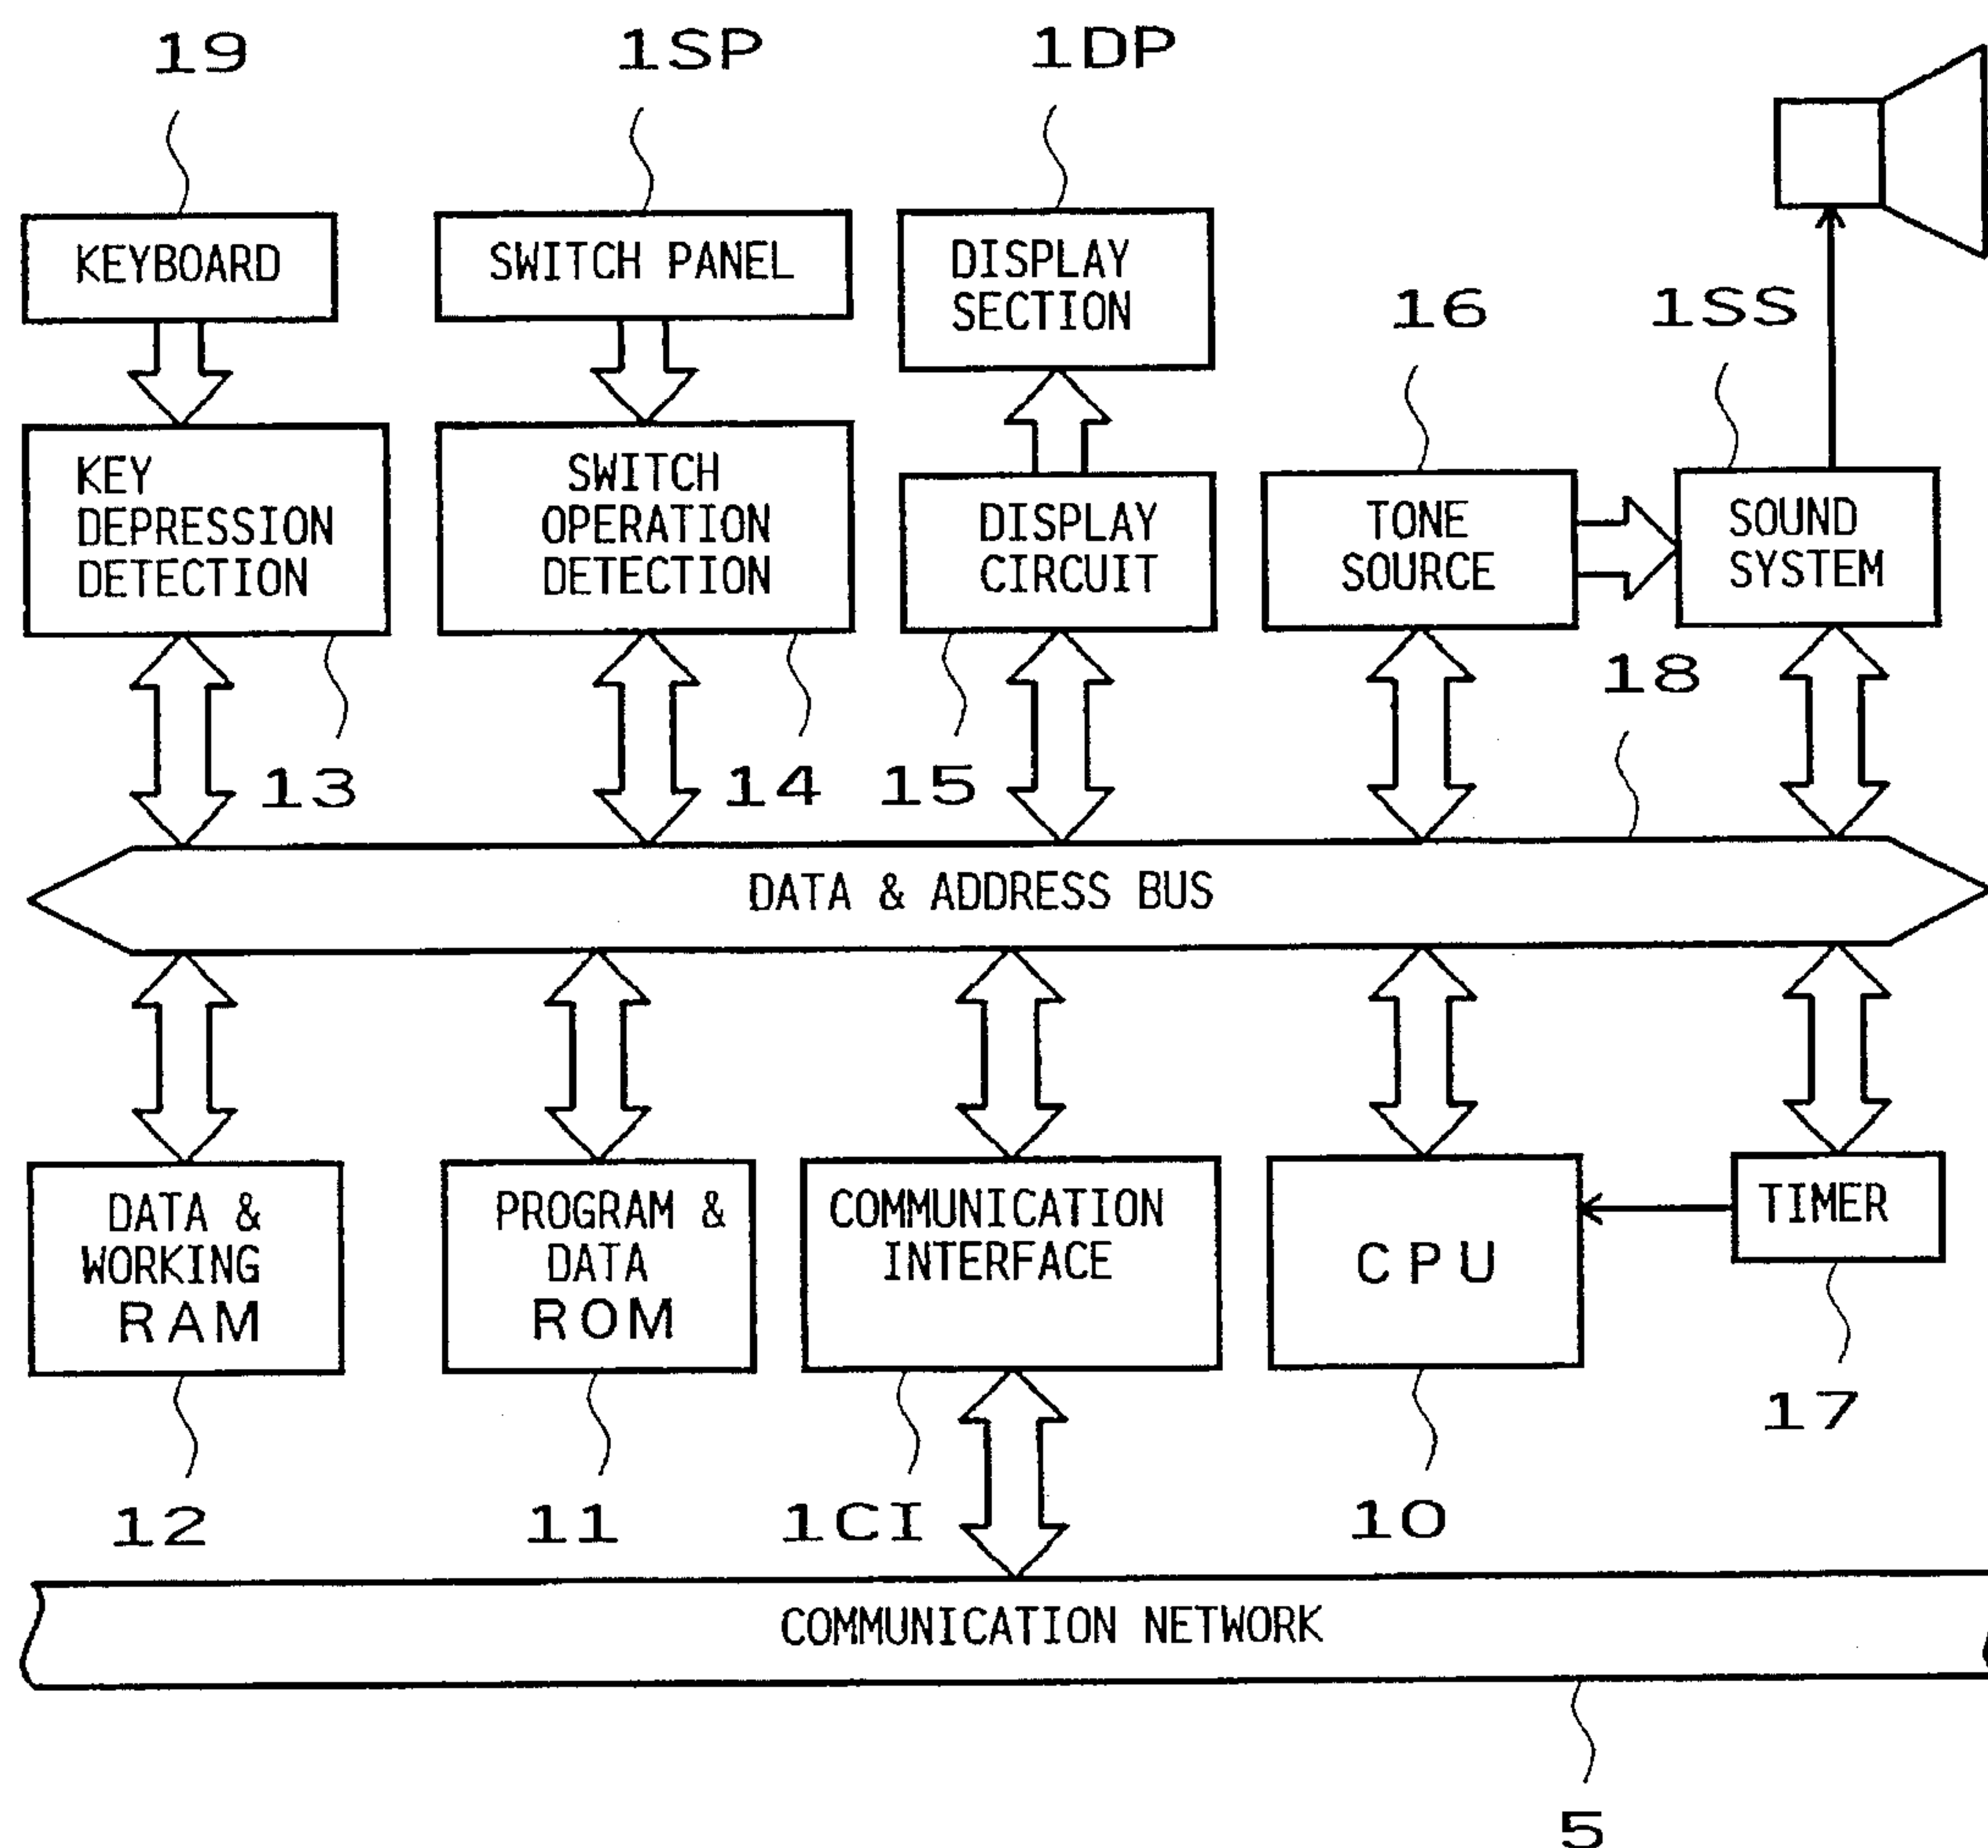 19
1SP
1DP
KEYBOARD
SWITCH PANEL
DISPLAY
SECTION
16
1SS
KEY
DEPRESSION
DETECTION
SWITCH
OPERATION
DETECTION
DISPLAY
CIRCUIT
TONE
SOURCE
SOUND
SYSTEM
18
13
14
15
DATA & ADDRESS BUS
DATA &
WORKING
RAM
PROGRAM &
DATA
ROM
COMMUNICATION
INTERFACE
CPU
TIMER
17
12
11
1CI
10
COMMUNICATION NETWORK
5